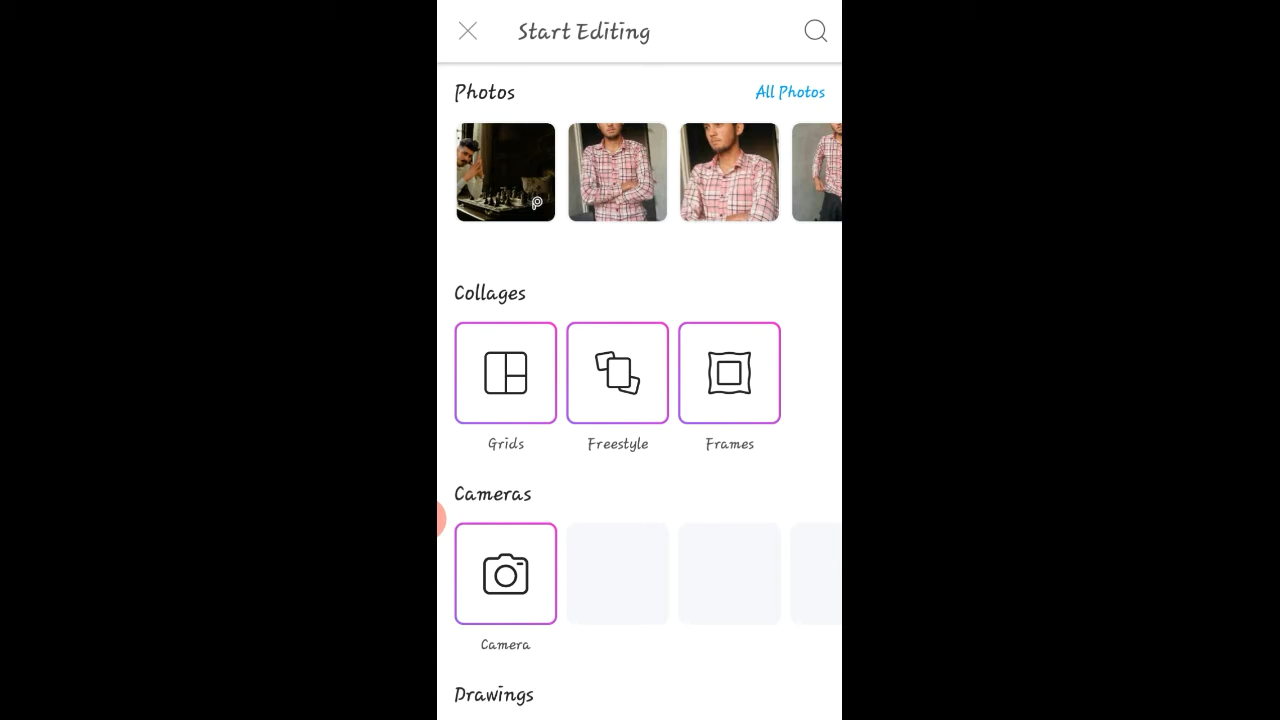 Start Editing
Photos
All Photos
Collages
Grids
Freestyle
Frames
Cameras
Camera
Drawings